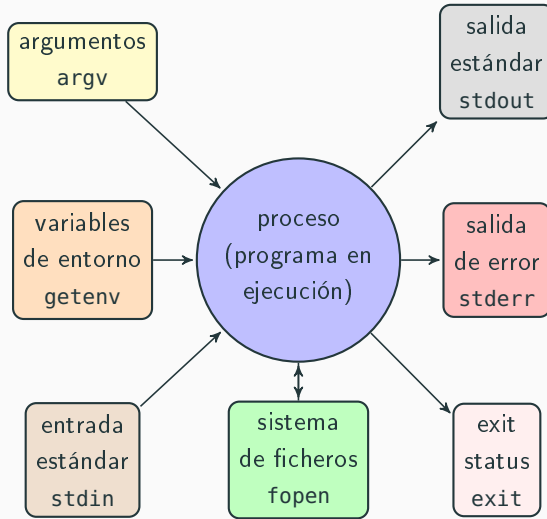 argumentos
argv
salida
estándar
stdout
variables
de entorno
getenv
proceso
(programa en
ejecución)
salida
de error
stderr
entrada
estándar
stdin
sistema
de ficheros
fopen
exit
status
exit